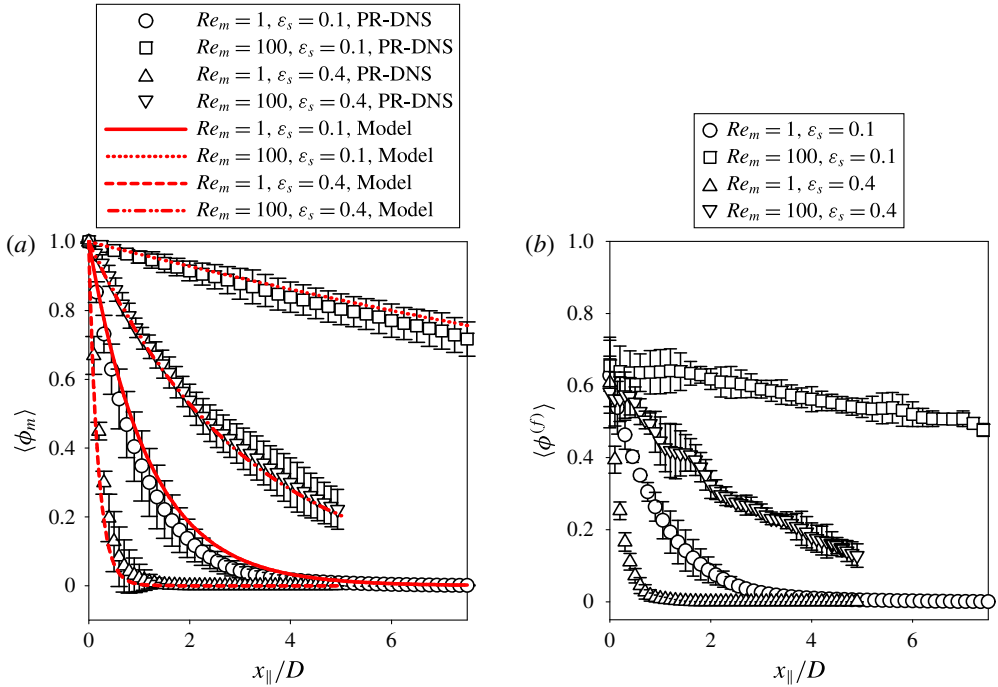 Re_m = 1, ε_s = 0.1, PR-DNS
Re_m = 100, ε_s = 0.1, PR-DNS
Re_m = 1, ε_s = 0.4, PR-DNS
Re_m = 100, ε_s = 0.4, PR-DNS
Re_m = 1, ε_s = 0.1, Model
Re_m = 100, ε_s = 0.1, Model
Re_m = 1, ε_s = 0.4, Model
Re_m = 100, ε_s = 0.4, Model
(a)
1.0
0.8
0.6
0.4
0.2
0
⟨ϕ_m⟩
0 2 4 6
x_∥/D
Re_m = 1, ε_s = 0.1
Re_m = 100, ε_s = 0.1
Re_m = 1, ε_s = 0.4
Re_m = 100, ε_s = 0.4
(b)
1.0
0.8
0.6
0.4
0.2
0
⟨ϕ^(f)⟩
0 2 4 6
x_∥/D